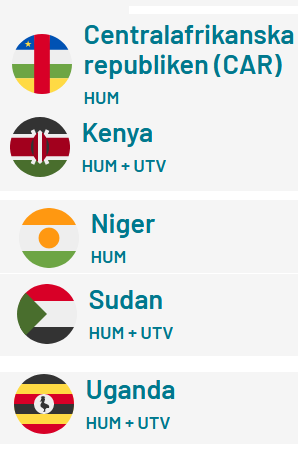 Centralafrikanska
republiken (CAR)
HUM
Kenya
HUM + UTV
Niger
HUM
Sudan
HUM + UTV
Uganda
HUM + UTV